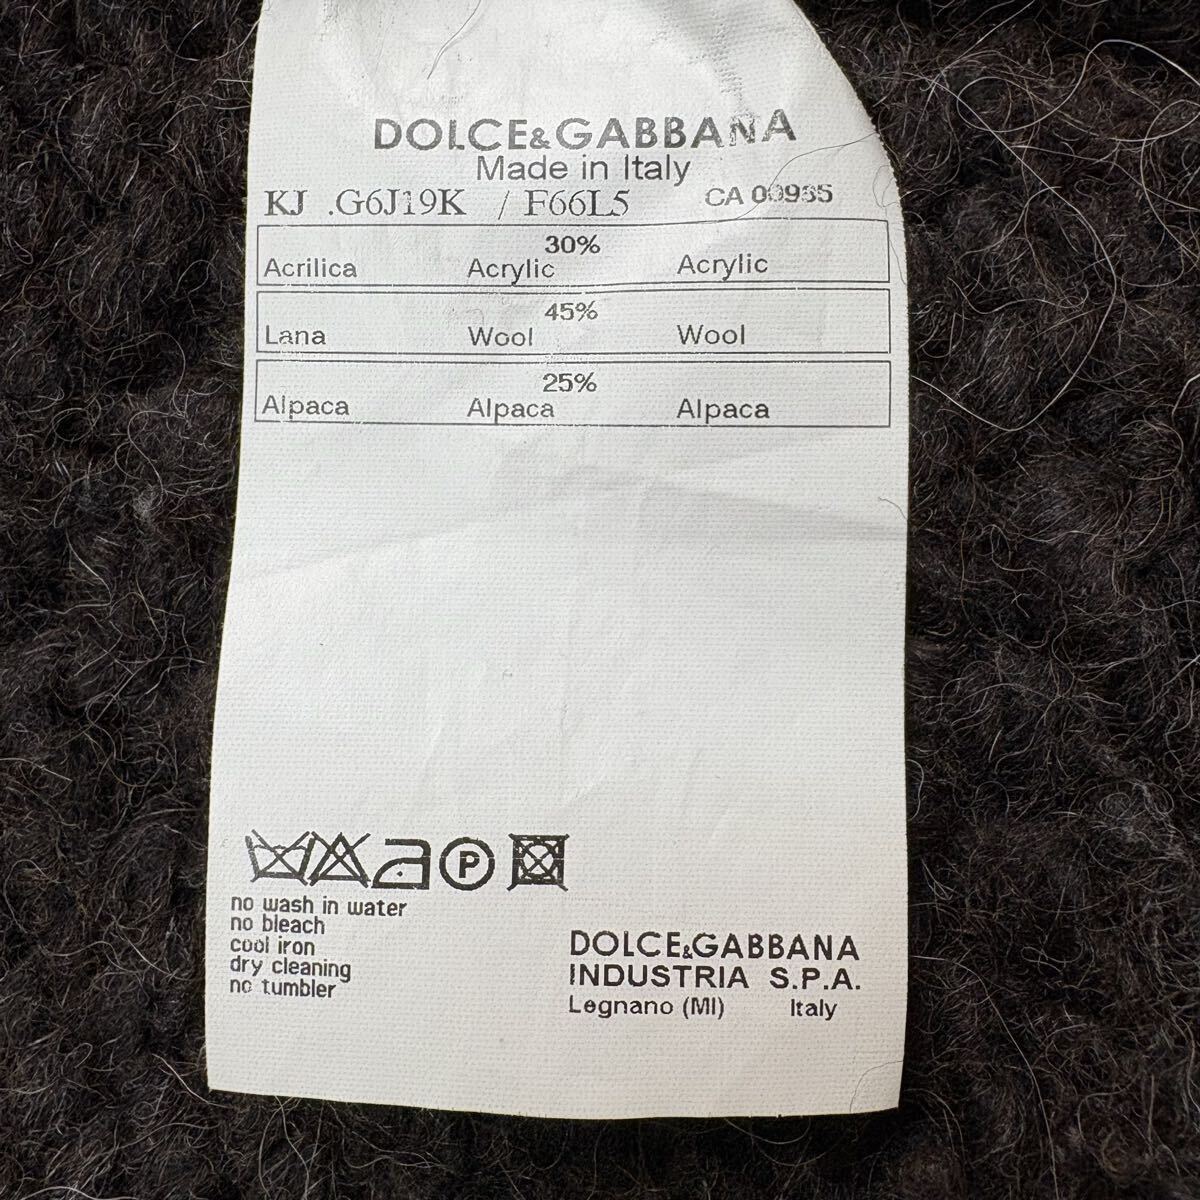 DOLCE&GABBANA
Made in Italy
KJ .G6J19K / F66L5 CA 00985
30%
Acrilica Acrylic Acrylic
45%
Lana Wool Wool
25%
Alpaca Alpaca Alpaca
P
no wash in water
no bleach
cool iron
dry cleaning
no tumbler
DOLCE&GABBANA
INDUSTRIA S.P.A.
Legnano (MI) Italy